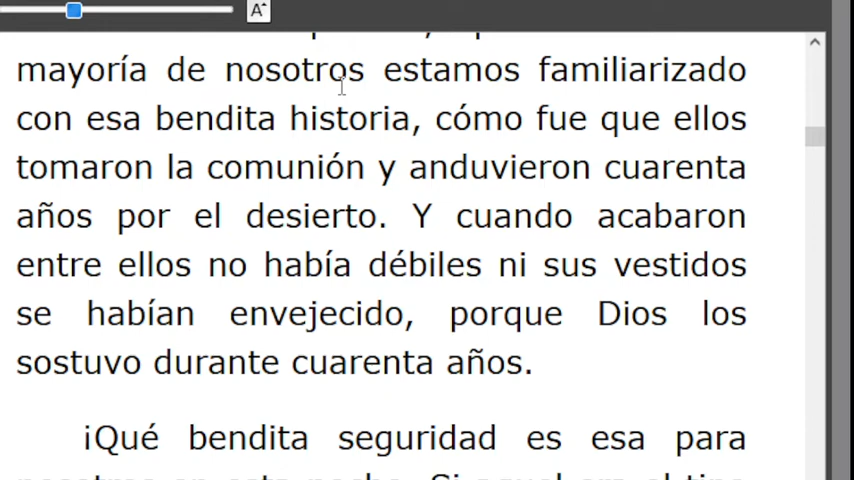 A
mayoría de nosotros estamos familiarizado
con esa bendita historia, cómo fue que ellos
tomaron la comunión y anduvieron cuarenta
años por el desierto. Y cuando acabaron
entre ellos no había débiles ni sus vestidos
se habían envejecido, porque Dios los
sostuvo durante cuarenta años.
¡Qué bendita seguridad es esa para